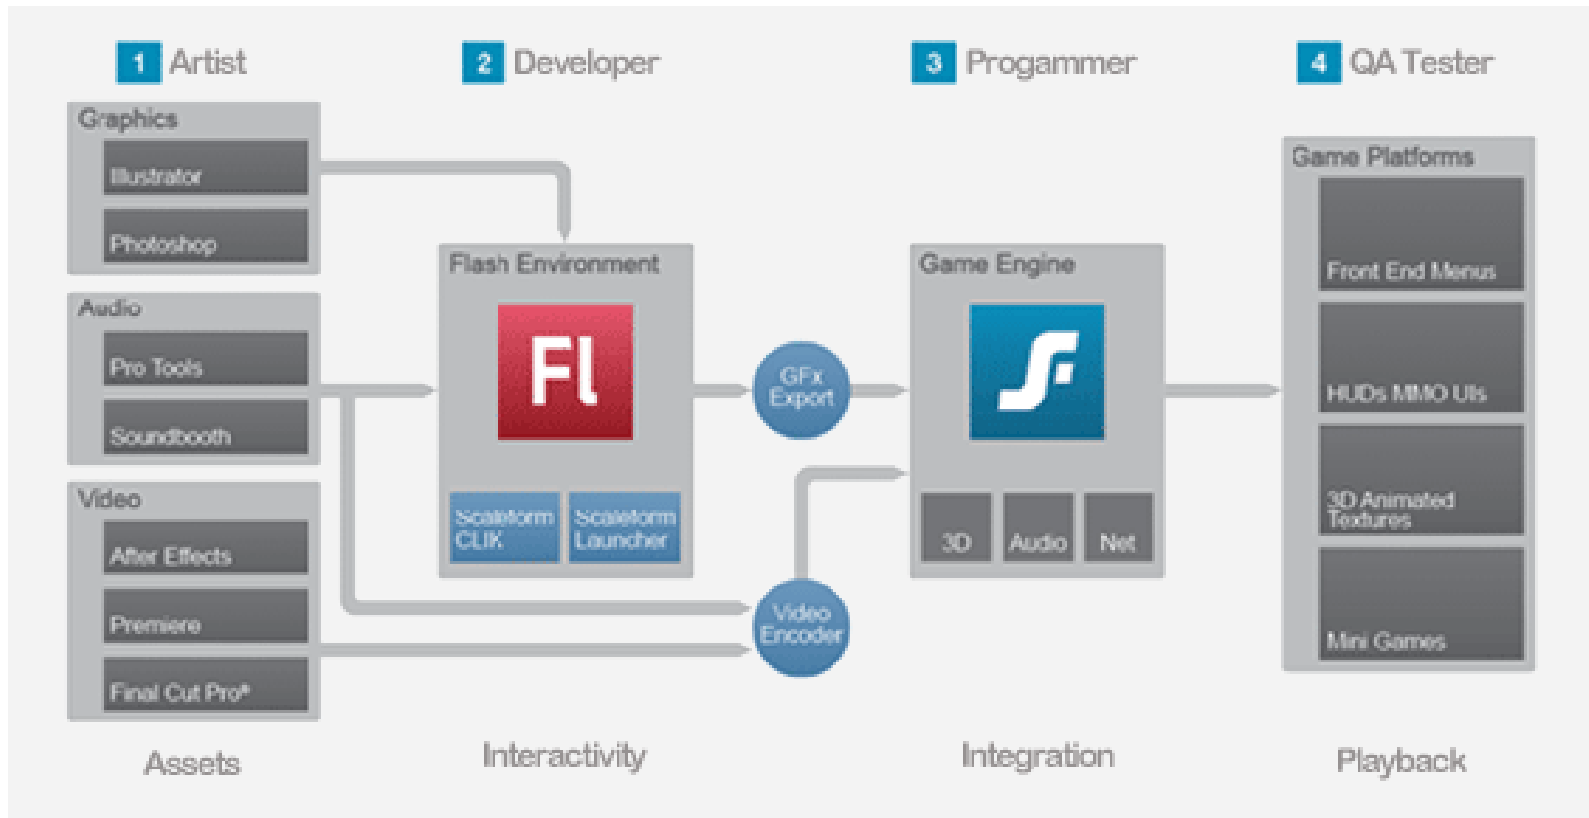 1 Artist
2 Developer
3 Progammer
4 QA Tester
Graphics
Illustrator
Photoshop
Audio
Pro Tools
Soundbooth
Video
After Effects
Premiere
Final Cut Pro®
Assets
Flash Environment
Fl
Scaleform
CLIK
Scaleform
Launcher
Interactivity
GFx
Export
Video
Encoder
Game Engine
3D
Audio
Net
Integration
Game Platforms
Front End Menus
HUDs MMO UIs
3D Animated
Textures
Mini Games
Playback